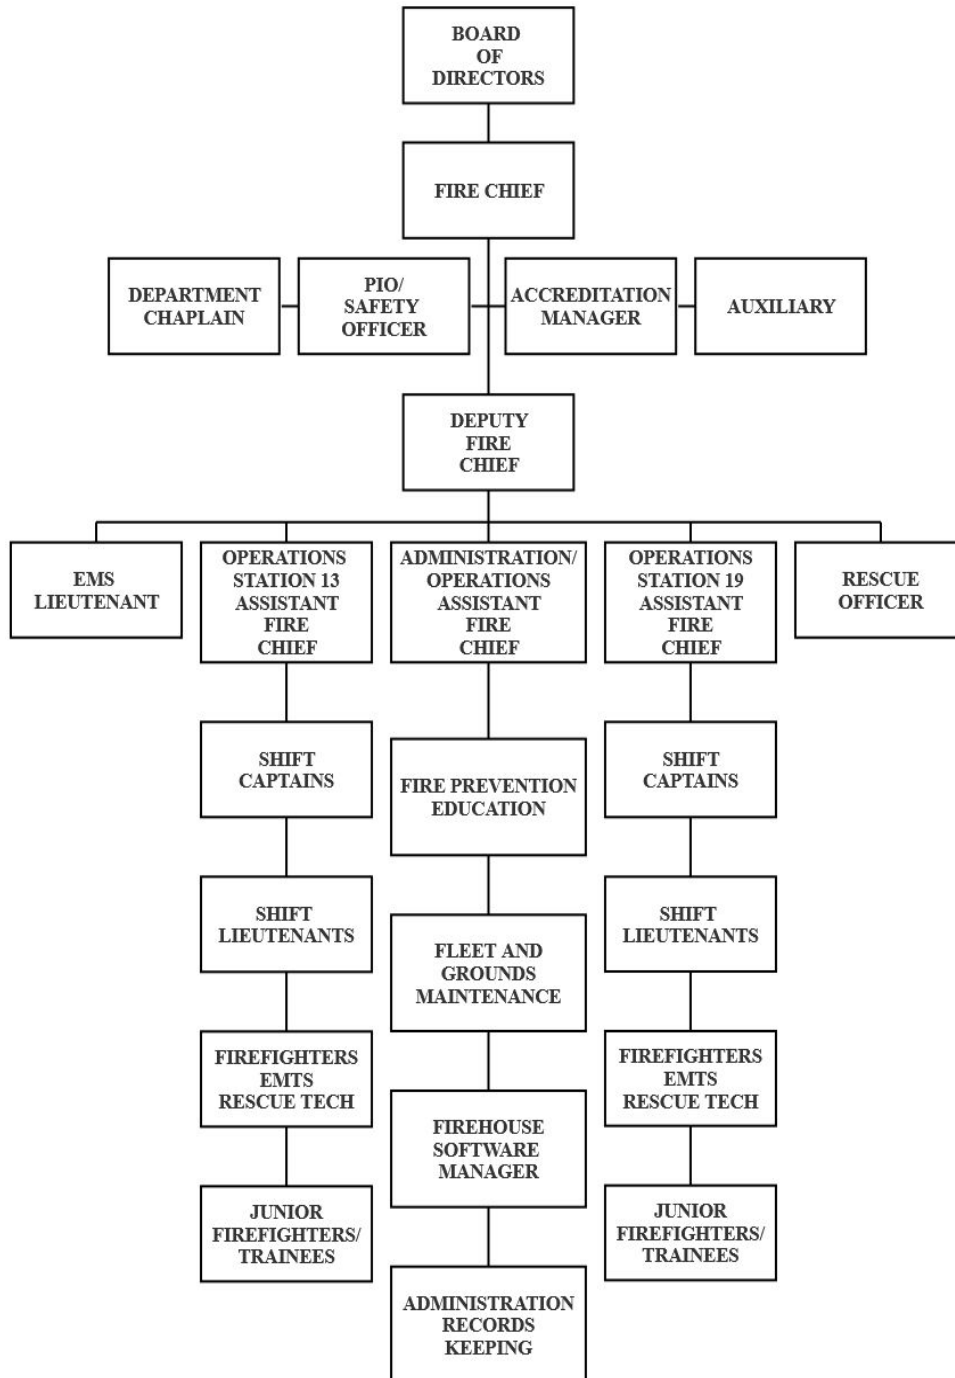 BOARD
OF
DIRECTORS
FIRE CHIEF
DEPARTMENT
CHAPLAIN
PIO/
SAFETY
OFFICER
ACCREDITATION
MANAGER
AUXILIARY
DEPUTY
FIRE
CHIEF
EMS
LIEUTENANT
OPERATIONS
STATION 13
ASSISTANT
FIRE
CHIEF
ADMINISTRATION/
OPERATIONS
ASSISTANT
FIRE
CHIEF
OPERATIONS
STATION 19
ASSISTANT
FIRE
CHIEF
RESCUE
OFFICER
SHIFT
CAPTAINS
FIRE PREVENTION
EDUCATION
SHIFT
CAPTAINS
SHIFT
LIEUTENANTS
FLEET AND
GROUNDS
MAINTENANCE
SHIFT
LIEUTENANTS
FIREFIGHTERS
EMTS
RESCUE TECH
FIREHOUSE
SOFTWARE
MANAGER
FIREFIGHTERS
EMTS
RESCUE TECH
JUNIOR
FIREFIGHTERS/
TRAINEES
ADMINISTRATION
RECORDS
KEEPING
JUNIOR
FIREFIGHTERS/
TRAINEES